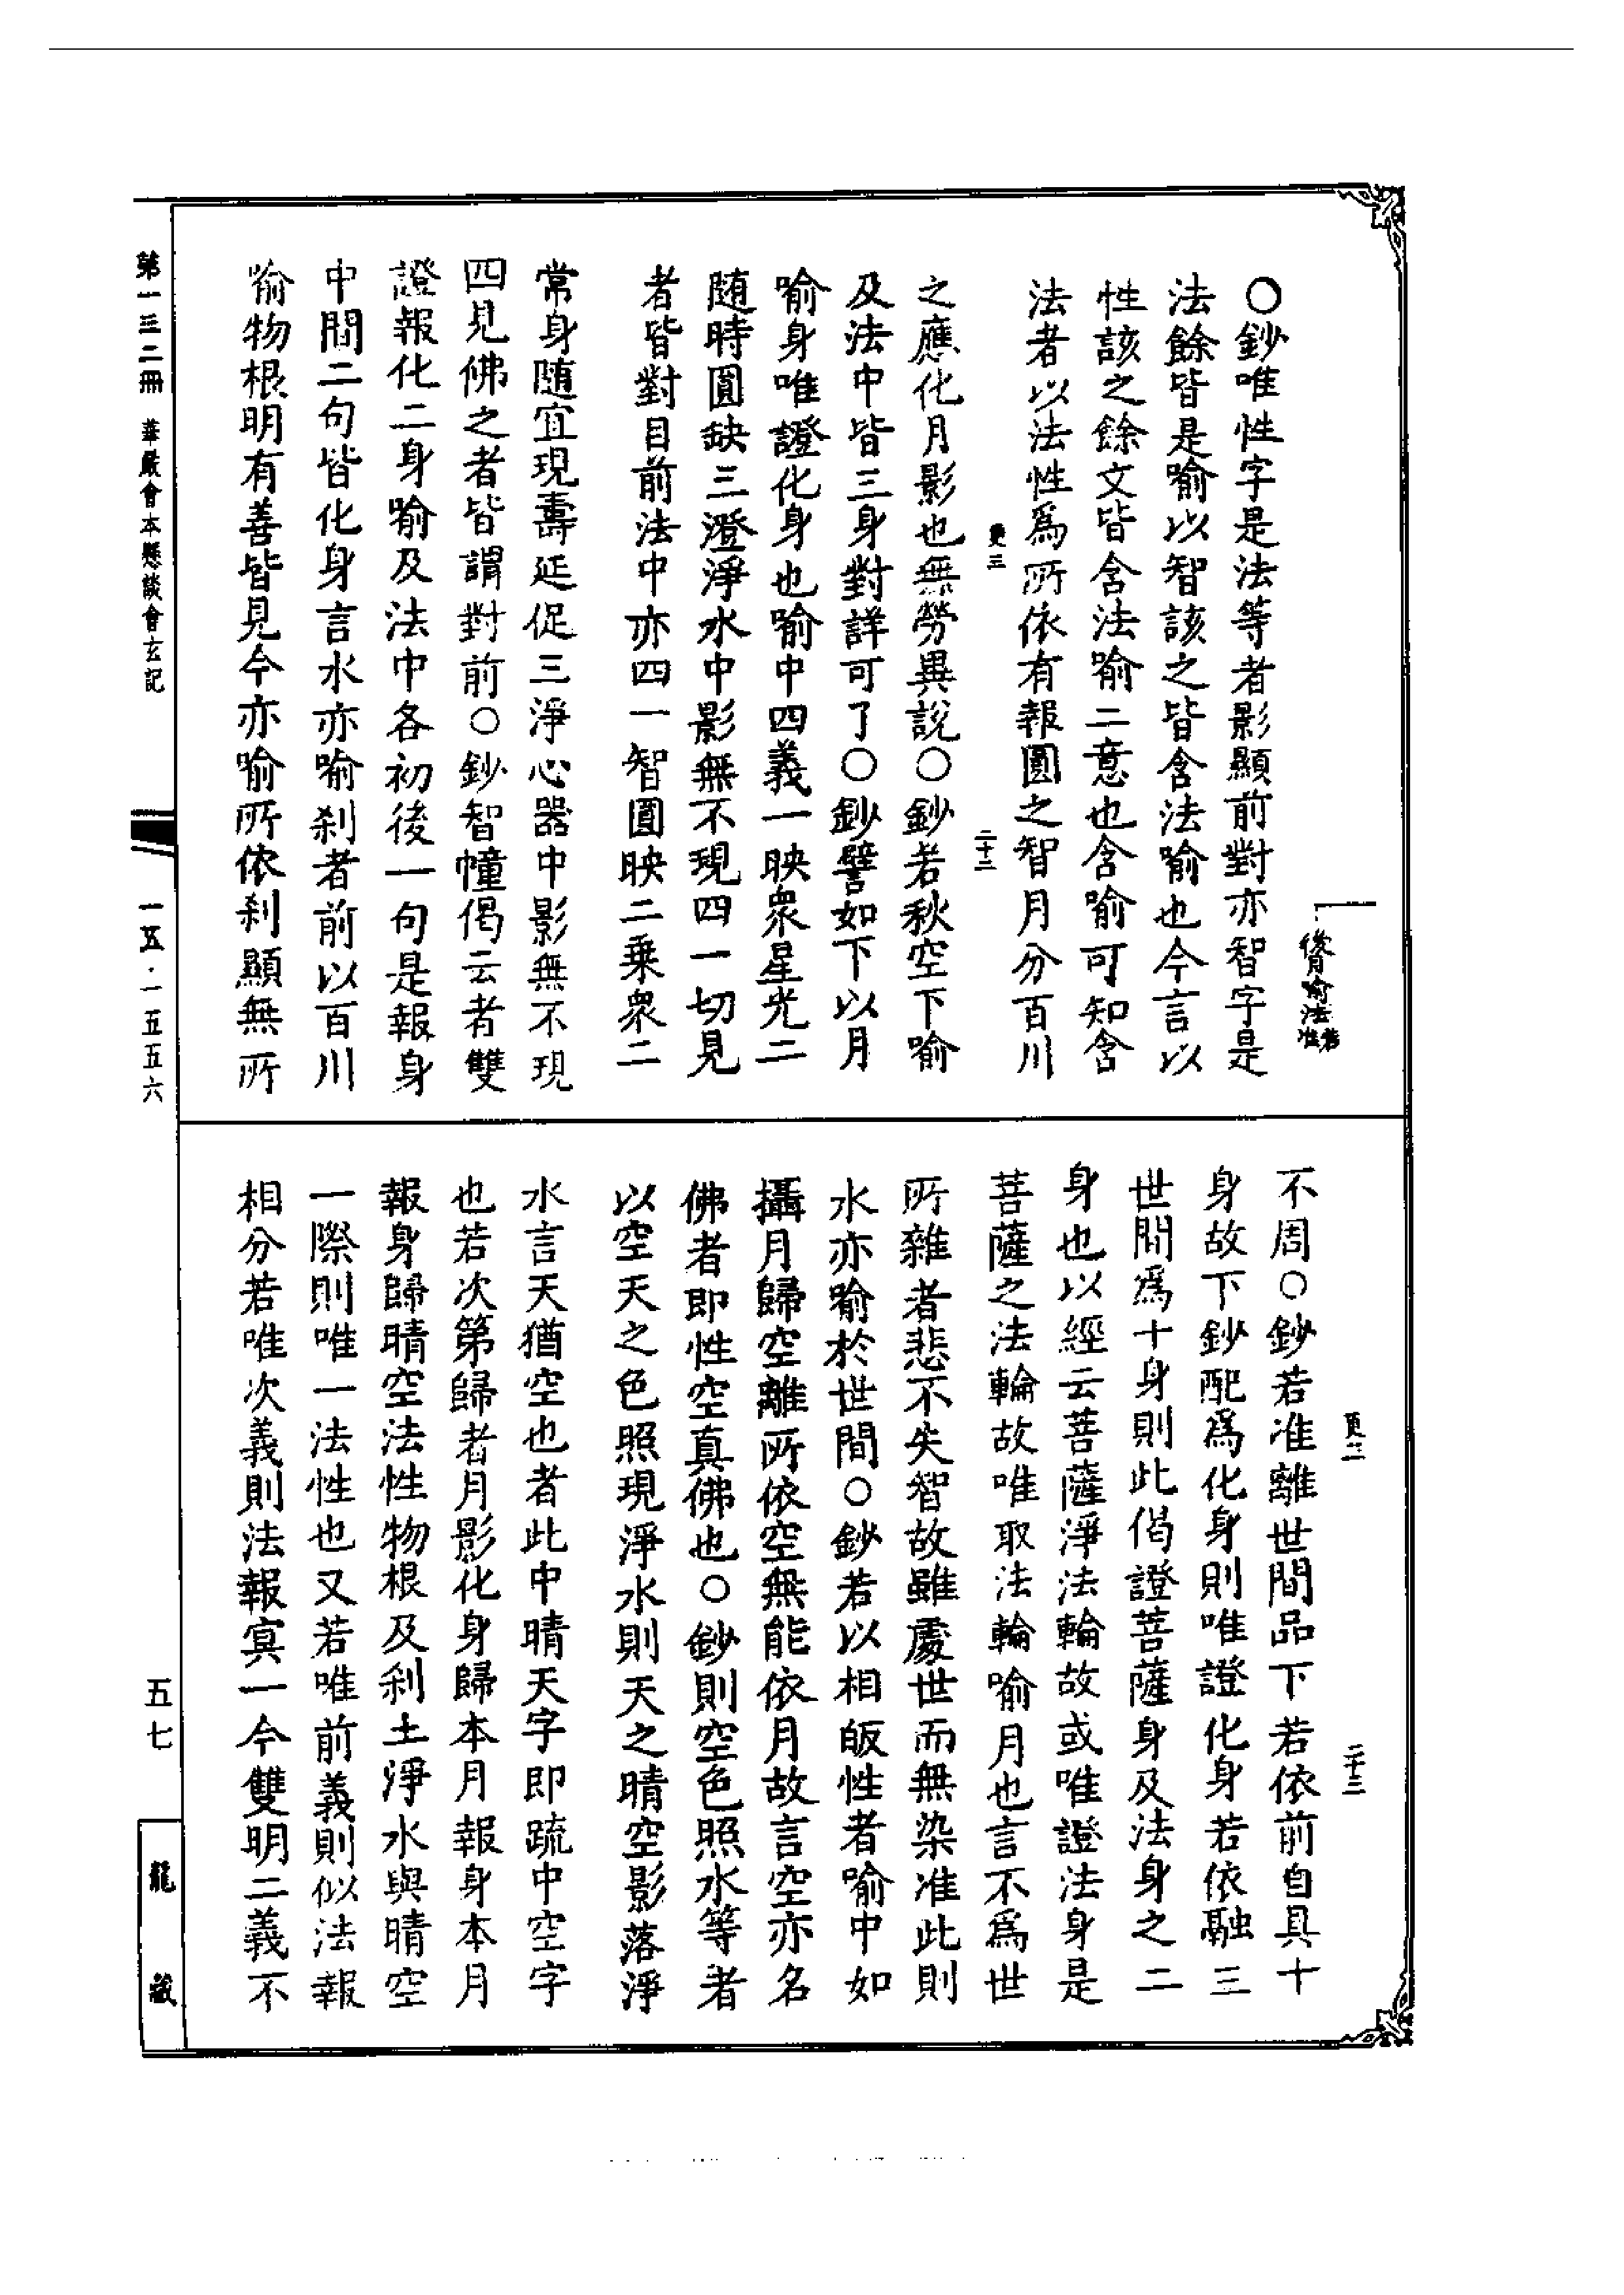 ○鈔唯性字是法等者影顯前對亦智字是
法餘皆是喻以智該之皆含法喻也今言以
性該之餘文皆含法喻二意也含喻可知含
法者以法性為所依有報圓之智月分百川
之應化月影也無勞異說○鈔若秋空下喻
及法中皆三身對詳可了○鈔譬如下以月
喻身唯證化身也喻中四義一映眾星光二
隨時圓缺三澄淨水中影無不現四一切見
者皆對目前法中亦四一智圓映二乘眾二
常身隨宜現壽延促三淨心器中影無不現
四見佛之者皆謂對前○鈔智幢偈云者雙
證報化二身喻及法中各初後一句是報身
中間二句皆化身言水亦喻剎者前以百川
喻物根明有善皆見今亦喻所依剎顯無所
不周○鈔若准離世間品下若依前自具十
身故下鈔配為化身則唯證化身若依融三
世間為十身則此偈證菩薩身及法身之二
身也以經云菩薩淨法輪故或唯證法身是
菩薩之法輪故唯取法輪喻月也言不為世
所雜者悲不失智故雖處世而無染准此則
水亦喻於世間○鈔若以相皈性者喻中如
攝月歸空離所依空無能依月故言空亦名
佛者即性空真佛也○鈔則空色照水等者
以空天之色照現淨水則天之晴空影落淨
水言天猶空也者此中晴天字即疏中空字
也若次第歸者月影化身歸本月報身本月
報身歸晴空法性物根及剎土淨水與晴空
一際則唯一法性也又若唯前義則似法報
相分若唯次義則法報冥一今雙明二義不
第一三二冊 華嚴會本懸談會玄記
一五·一五五六
五七
龍藏
二十二
二十三